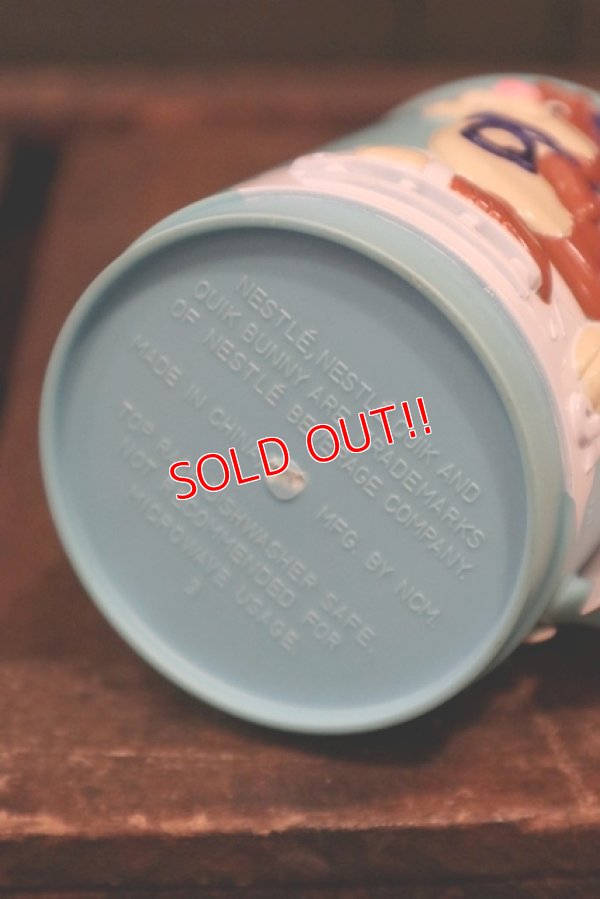 NESTLÉ, NESTLÉ QUIK AND
QUIK BUNNY ARE TRADEMARKS
OF NESTLÉ BEVERAGE COMPANY.
MADE IN CHINA MFG. BY NCM.
TOP RACK DISHWASHER SAFE.
NOT RECOMMENDED FOR
MICROWAVE USAGE
3
SOLD OUT!!